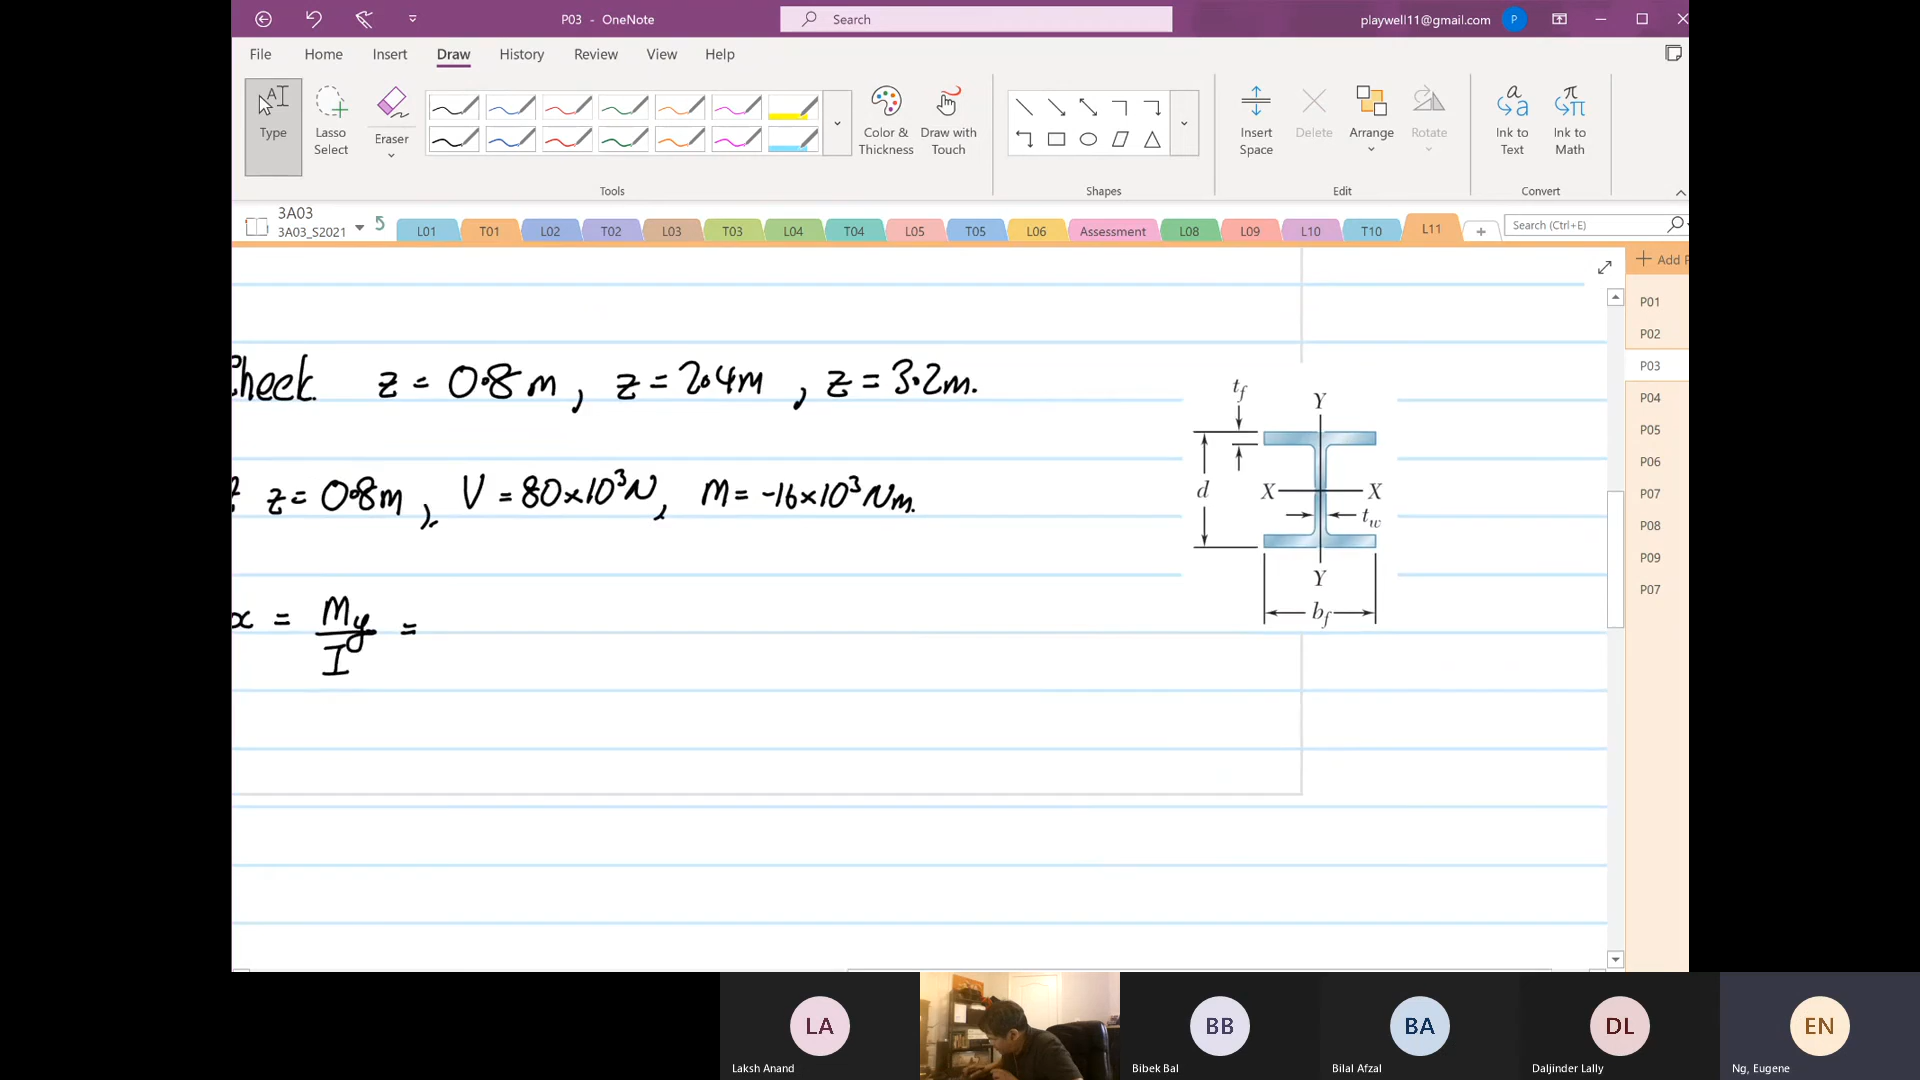 P03 - OneNote
Search
playwell11@gmail.com
P
File Home Insert Draw History Review View Help
Type
Lasso Select
Eraser
Color & Thickness
Draw with Touch
Insert Space
Delete
Arrange
Rotate
Ink to Text
Ink to Math
Tools
Shapes
Edit
Convert
3A03
3A03_S2021
L01 T01 L02 T02 L03 T03 L04 T04 L05 T05 L06 Assessment L08 L09 L10 T10 L11
Search (Ctrl+E)
Add P
P01
P02
P03
P04
P05
P06
P07
P08
P09
P07
Check z = 0.8m, z = 2.4m, z = 3.2m.
z = 0.8m, V = 80×10³N, M = -16×10³Nm.
x = My/I =
tf
Y
d
X X
tw
Y
bf
LA
Laksh Anand
BB
Bibek Bal
BA
Bilal Afzal
DL
Daljinder Lally
EN
Ng, Eugene